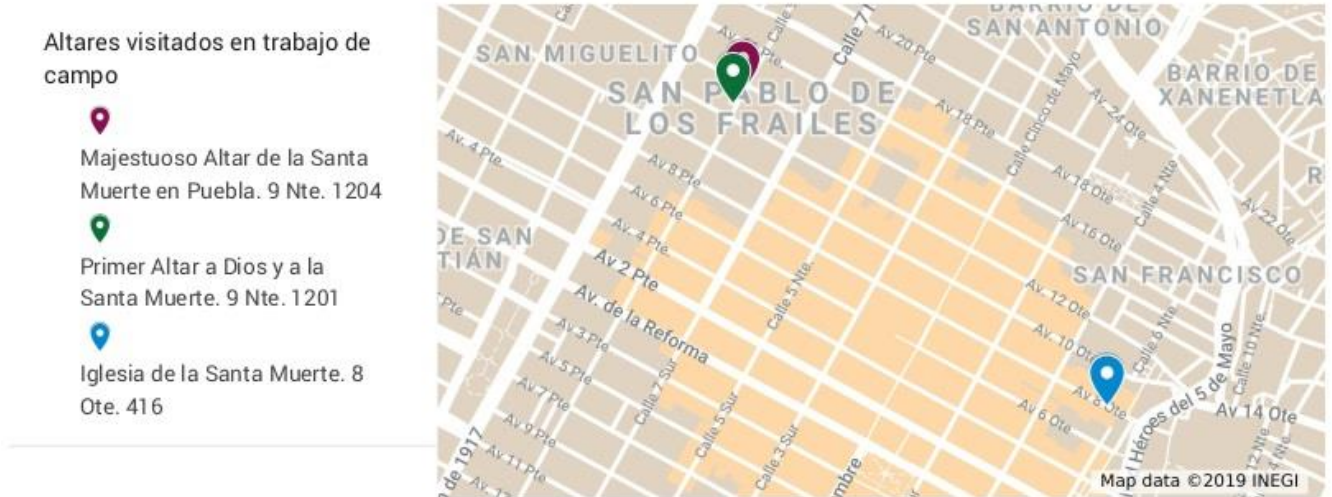 Altares visitados en trabajo de
campo
Majestuoso Altar de la Santa
Muerte en Puebla. 9 Nte. 1204
Primer Altar a Dios y a la
Santa Muerte. 9 Nte. 1201
Iglesia de la Santa Muerte. 8
Ote. 416
SAN MIGUELITO
SAN PABLO DE
LOS FRAILES
SAN ANTONIO
BARRIO DE
XANENETLA
Av 20 Pte.
Av 18 Pte
Calle Cinco de Mayo
Av. 24 Ote.
Av 18 Ote
Calle 4 Nte
Av 22 Ote.
Av 16 Ote
SAN FRANCISCO
Av. 4 Pte.
Av 8 Pte
Av 6 Pte
Av. 4 Pte.
DE SAN
TIÁN
Av 2 Pte
Av. de la Reforma
Calle 5 Nte.
Av. 12 Ote
Av. 10 Ote
Calle 6 Nte.
Calle 10 Nte.
Av 3 Pte
Av 5 Pte
Av 7 Pte
Av 9 Pte
Av 11 Pte
Calle 7 Sur
Calle 5 Sur
Calle 3 Sur
Av 8 Ote
Av 6 Ote
Héroes del 5 de Mayo
Av 14 Ote
12 Nte.
de 1917
mbre
Map data ©2019 INEGI